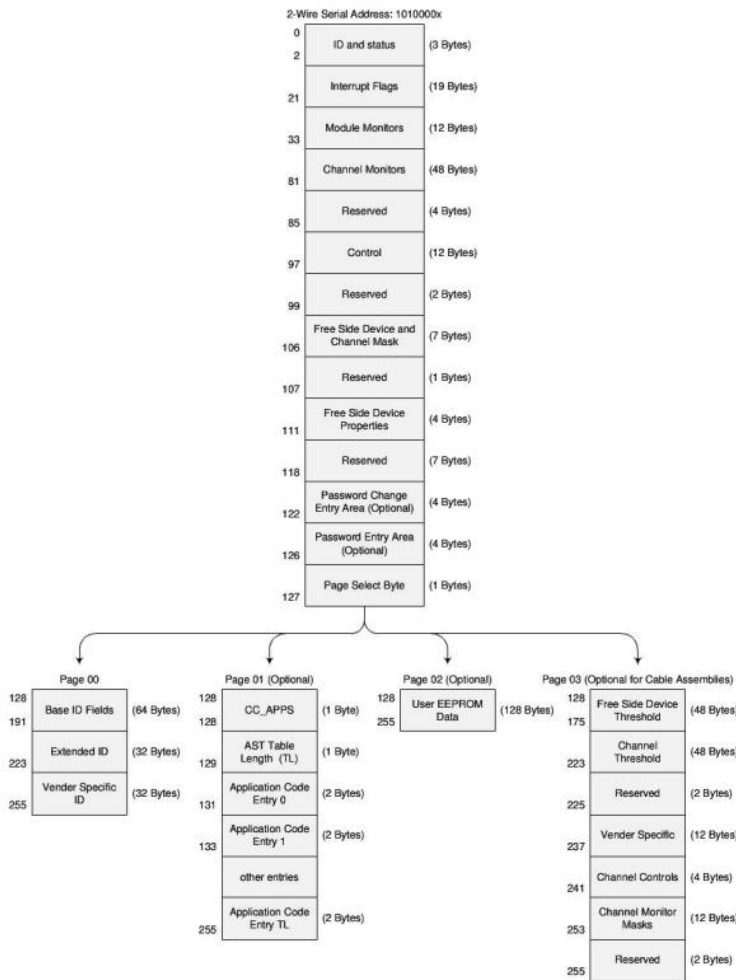 2-Wire Serial Address: 1010000x
0
2
ID and status
(3 Bytes)
21
Interrupt Flags
(19 Bytes)
33
Module Monitors
(12 Bytes)
81
Channel Monitors
(48 Bytes)
85
Reserved
(4 Bytes)
97
Control
(12 Bytes)
99
Reserved
(2 Bytes)
106
Free Side Device and
Channel Mask
(7 Bytes)
107
Reserved
(1 Bytes)
111
Free Side Device
Properties
(4 Bytes)
118
Reserved
(7 Bytes)
122
Password Change
Entry Area (Optional)
(4 Bytes)
126
Password Entry Area
(Optional)
(4 Bytes)
127
Page Select Byte
(1 Bytes)
Page 00
128
191
Base ID Fields
(64 Bytes)
223
Extended ID
(32 Bytes)
255
Vender Specific
ID
(32 Bytes)
Page 01 (Optional)
128
128
CC_APPS
(1 Byte)
129
AST Table
Length (TL)
(1 Byte)
131
Application Code
Entry 0
(2 Bytes)
133
Application Code
Entry 1
(2 Bytes)
other entries
255
Application Code
Entry TL
(2 Bytes)
Page 02 (Optional)
128
255
User EEPROM
Data
(128 Bytes)
Page 03 (Optional for Cable Assemblies)
128
175
Free Side Device
Threshold
(48 Bytes)
223
Channel
Threshold
(48 Bytes)
225
Reserved
(2 Bytes)
237
Vender Specific
(12 Bytes)
241
Channel Controls
(4 Bytes)
253
Channel Monitor
Masks
(12 Bytes)
255
Reserved
(2 Bytes)